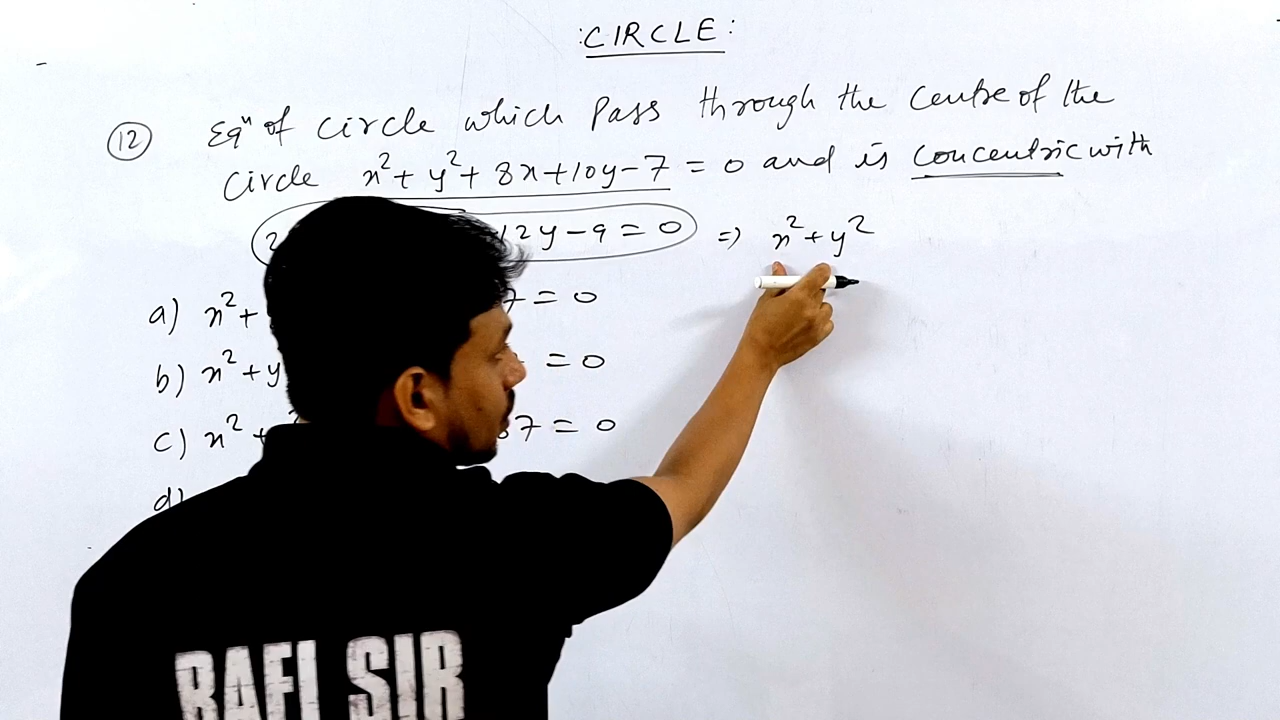 :CIRCLE:
12 Eqⁿ of circle which Pass through the centre of the
circle x²+y²+8x+10y-7=0 and is concentric with
2 12y-9=0 => x²+y²
a) x²+ 7=0
b) x²+y =0
c) x²+ 87=0
d)
RAFI SIR